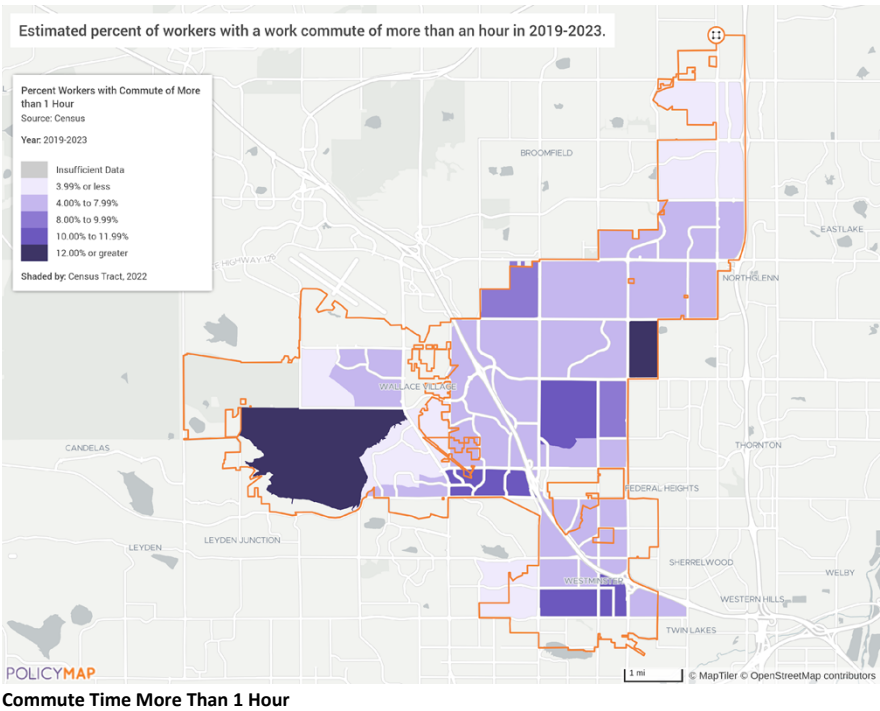 Estimated percent of workers with a work commute of more than an hour in 2019-2023.
Percent Workers with Commute of More
than 1 Hour
Source: Census
Year: 2019-2023
Insufficient Data
3.99% or less
4.00% to 7.99%
8.00% to 9.99%
10.00% to 11.99%
12.00% or greater
Shaded by: Census Tract, 2022
BROOMFIELD
EASTLAKE
E HIGHWAY 128
NORTHGLENN
WALLACE VILLAGE
CANDELAS
THORNTON
FEDERAL HEIGHTS
LEYDEN JUNCTION
LEYDEN
SHERRELWOOD
WELBY
WESTMINSTER
WESTERN HILLS
TWIN LAKES
POLICYMAP
1 mi
© MapTiler © OpenStreetMap contributors
Commute Time More Than 1 Hour